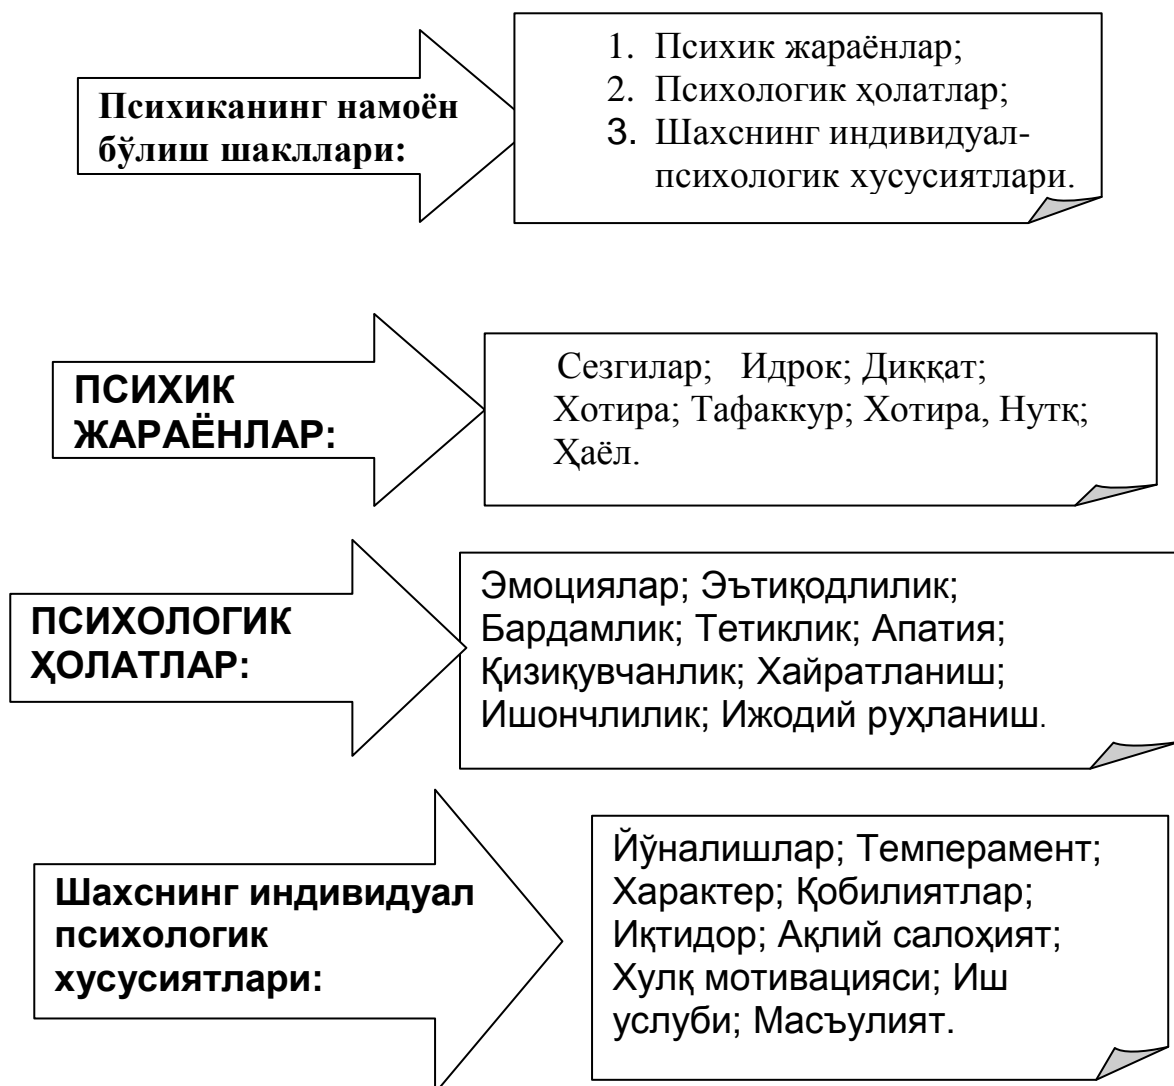 Психиканинг намоён
бўлиш шакллари:
1. Психик жараёнлар;
2. Психологик ҳолатлар;
3. Шахснинг индивидуал-
психологик хусусиятлари.
ПСИХИК
ЖАРАЁНЛАР:
Сезгилар; Идрок; Диққат;
Хотира; Тафаккур; Хотира, Нутқ;
Ҳаёл.
ПСИХОЛОГИК
ҲОЛАТЛАР:
Эмоциялар; Эътиқодлилик;
Бардамлик; Тетиклик; Апатия;
Қизиқувчанлик; Хайратланиш;
Ишончлилик; Ижодий руҳланиш.
Шахснинг индивидуал
психологик
хусусиятлари:
Йўналишлар; Темперамент;
Характер; Қобилиятлар;
Иқтидор; Ақлий салоҳият;
Хулқ мотивацияси; Иш
услуби; Масъулият.